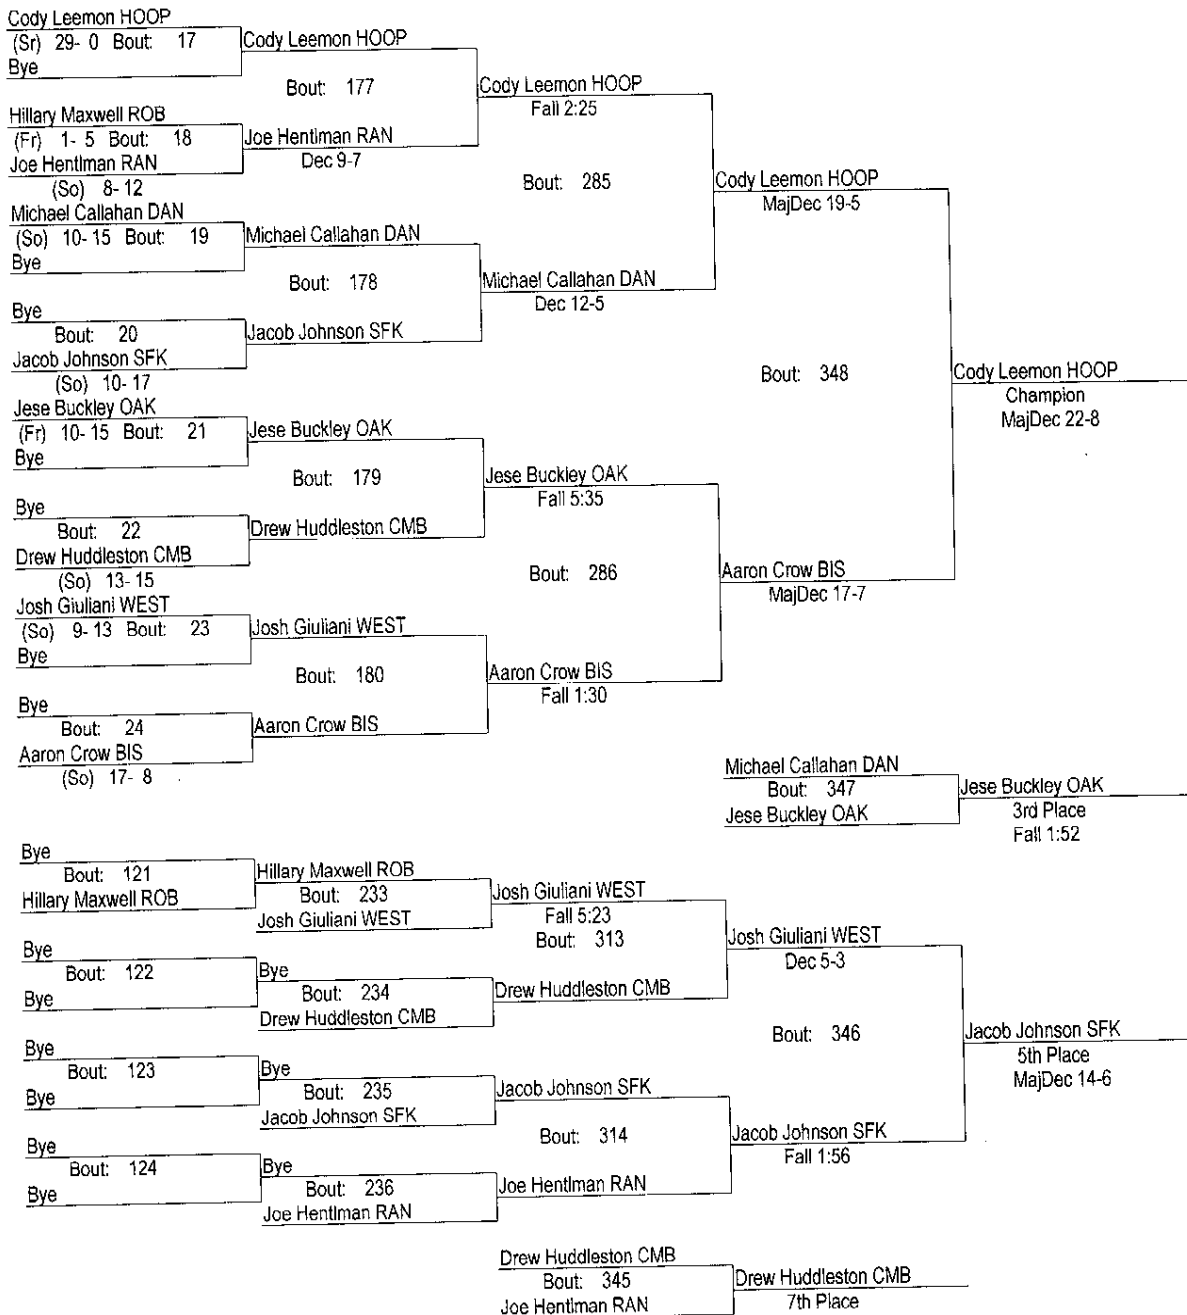 Cody Leemon HOOP
(Sr) 29- 0 Bout: 17
Bye
Cody Leemon HOOP
Bout: 177
Cody Leemon HOOP
Fall 2:25
Hillary Maxwell ROB
(Fr) 1- 5 Bout: 18
Joe Hentlman RAN
(So) 8- 12
Joe Hentlman RAN
Dec 9-7
Bout: 285
Cody Leemon HOOP
MajDec 19-5
Michael Callahan DAN
(So) 10- 15 Bout: 19
Bye
Michael Callahan DAN
Bout: 178
Michael Callahan DAN
Dec 12-5
Bye
Bout: 20
Jacob Johnson SFK
(So) 10- 17
Jacob Johnson SFK
Bout: 348
Cody Leemon HOOP
Champion
MajDec 22-8
Jese Buckley OAK
(Fr) 10- 15 Bout: 21
Bye
Jese Buckley OAK
Bout: 179
Jese Buckley OAK
Fall 5:35
Bye
Bout: 22
Drew Huddleston CMB
(So) 13- 15
Drew Huddleston CMB
Bout: 286
Aaron Crow BIS
MajDec 17-7
Josh Giuliani WEST
(So) 9- 13 Bout: 23
Bye
Josh Giuliani WEST
Bout: 180
Aaron Crow BIS
Fall 1:30
Bye
Bout: 24
Aaron Crow BIS
(So) 17- 8
Aaron Crow BIS
Michael Callahan DAN
Bout: 347
Jese Buckley OAK
Jese Buckley OAK
3rd Place
Fall 1:52
Bye
Bout: 121
Hillary Maxwell ROB
Hillary Maxwell ROB
Bout: 233
Josh Giuliani WEST
Josh Giuliani WEST
Fall 5:23
Bout: 313
Josh Giuliani WEST
Dec 5-3
Bye
Bout: 122
Bye
Bye
Bout: 234
Drew Huddleston CMB
Drew Huddleston CMB
Bout: 346
Jacob Johnson SFK
5th Place
MajDec 14-6
Bye
Bout: 123
Bye
Bye
Bout: 235
Jacob Johnson SFK
Jacob Johnson SFK
Bout: 314
Jacob Johnson SFK
Fall 1:56
Bye
Bout: 124
Bye
Bye
Bout: 236
Joe Hentlman RAN
Joe Hentlman RAN
Drew Huddleston CMB
Bout: 345
Joe Hentlman RAN
Drew Huddleston CMB
7th Place